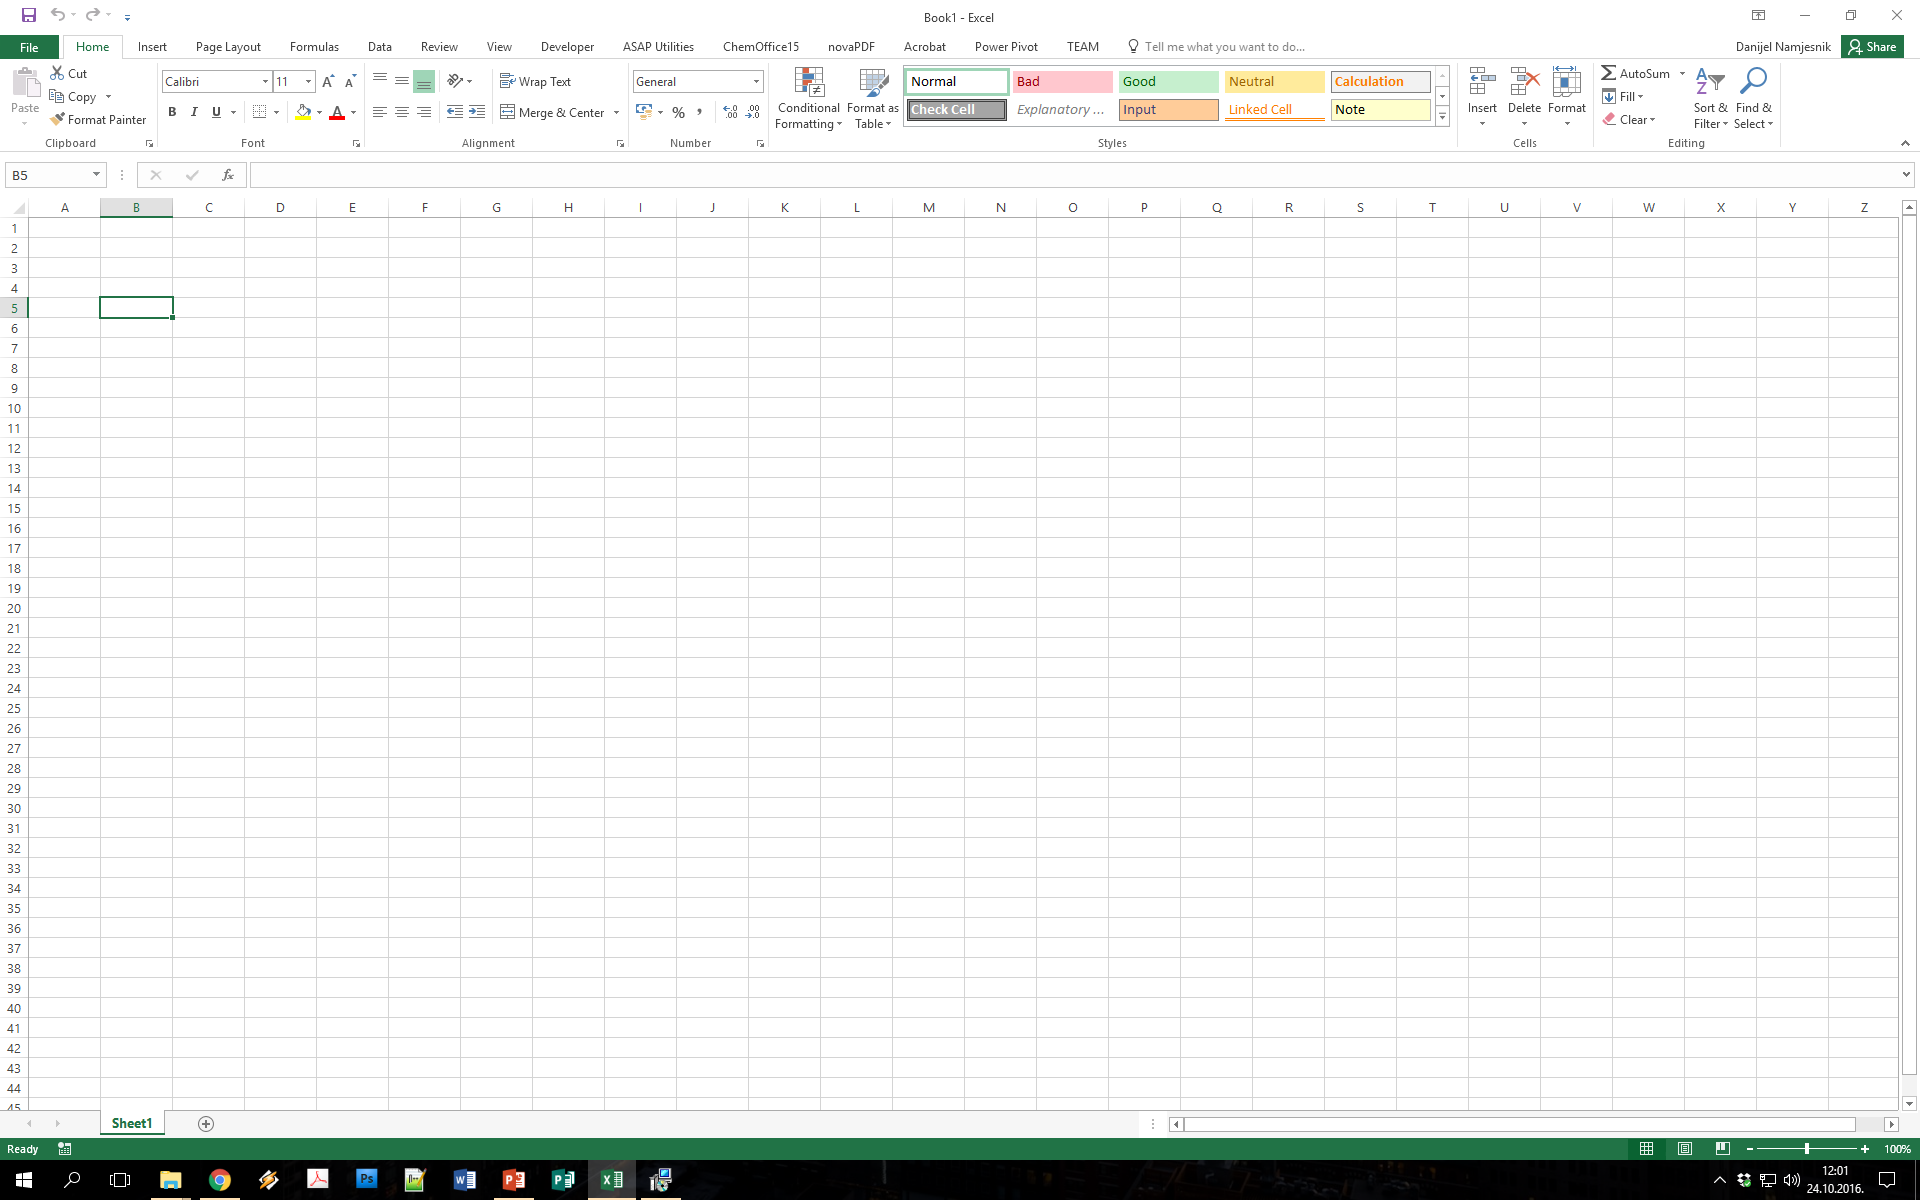 Book1 - Excel
File Home Insert Page Layout Formulas Data Review View Developer ASAP Utilities ChemOffice15 novaPDF Acrobat Power Pivot TEAM Tell me what you want to do... Danijel Namjesnik Share
Paste
Cut
Copy
Format Painter
Clipboard
Calibri 11
B I U
Font
Wrap Text
Merge & Center
Alignment
General
%
Number
Conditional Formatting
Format as Table
Normal Bad Good Neutral Calculation
Check Cell Explanatory ... Input Linked Cell Note
Styles
Insert Delete Format
Cells
AutoSum
Fill
Clear
Sort & Filter
Find & Select
Editing
B5 fx
A B C D E F G H I J K L M N O P Q R S T U V W X Y Z
1
2
3
4
5
6
7
8
9
10
11
12
13
14
15
16
17
18
19
20
21
22
23
24
25
26
27
28
29
30
31
32
33
34
35
36
37
38
39
40
41
42
43
44
45
Sheet1
Ready 100%
12:01
24.10.2016.